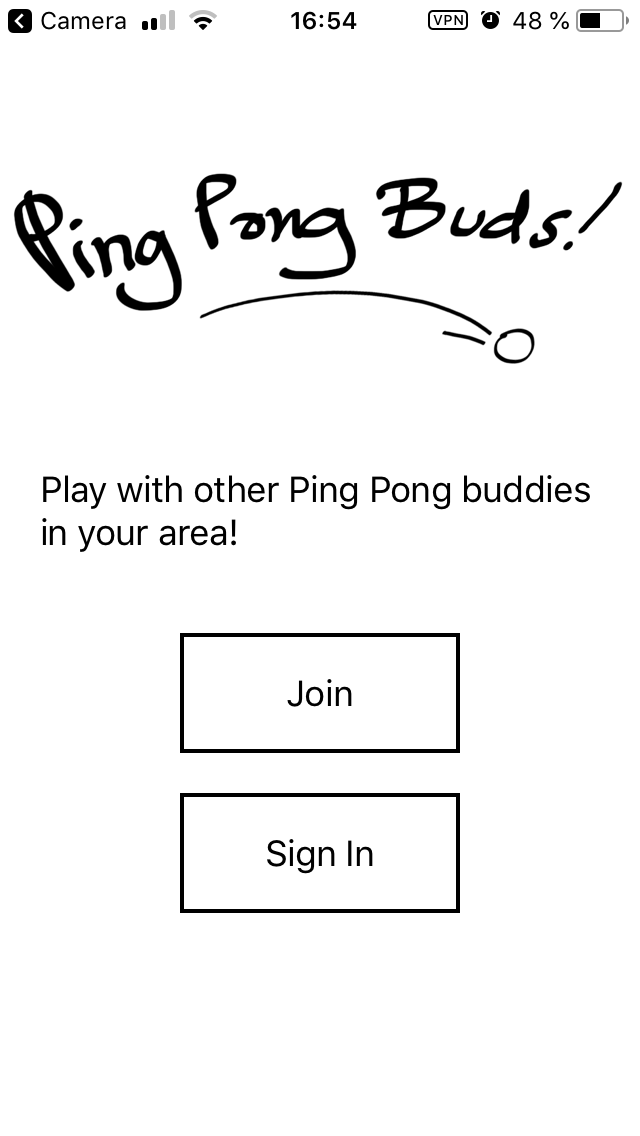 Camera 16:54 VPN 48 %
Ping Pong Buds!
Play with other Ping Pong buddies
in your area!
Join
Sign In